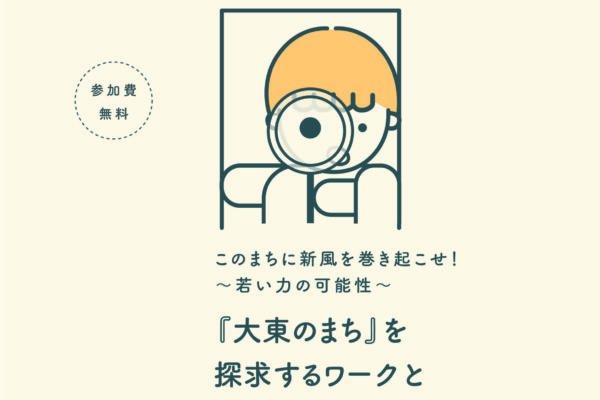 参加費
無料
このまちに新風を巻き起こせ！
〜若い力の可能性〜
『大東のまち』を
探求するワークと